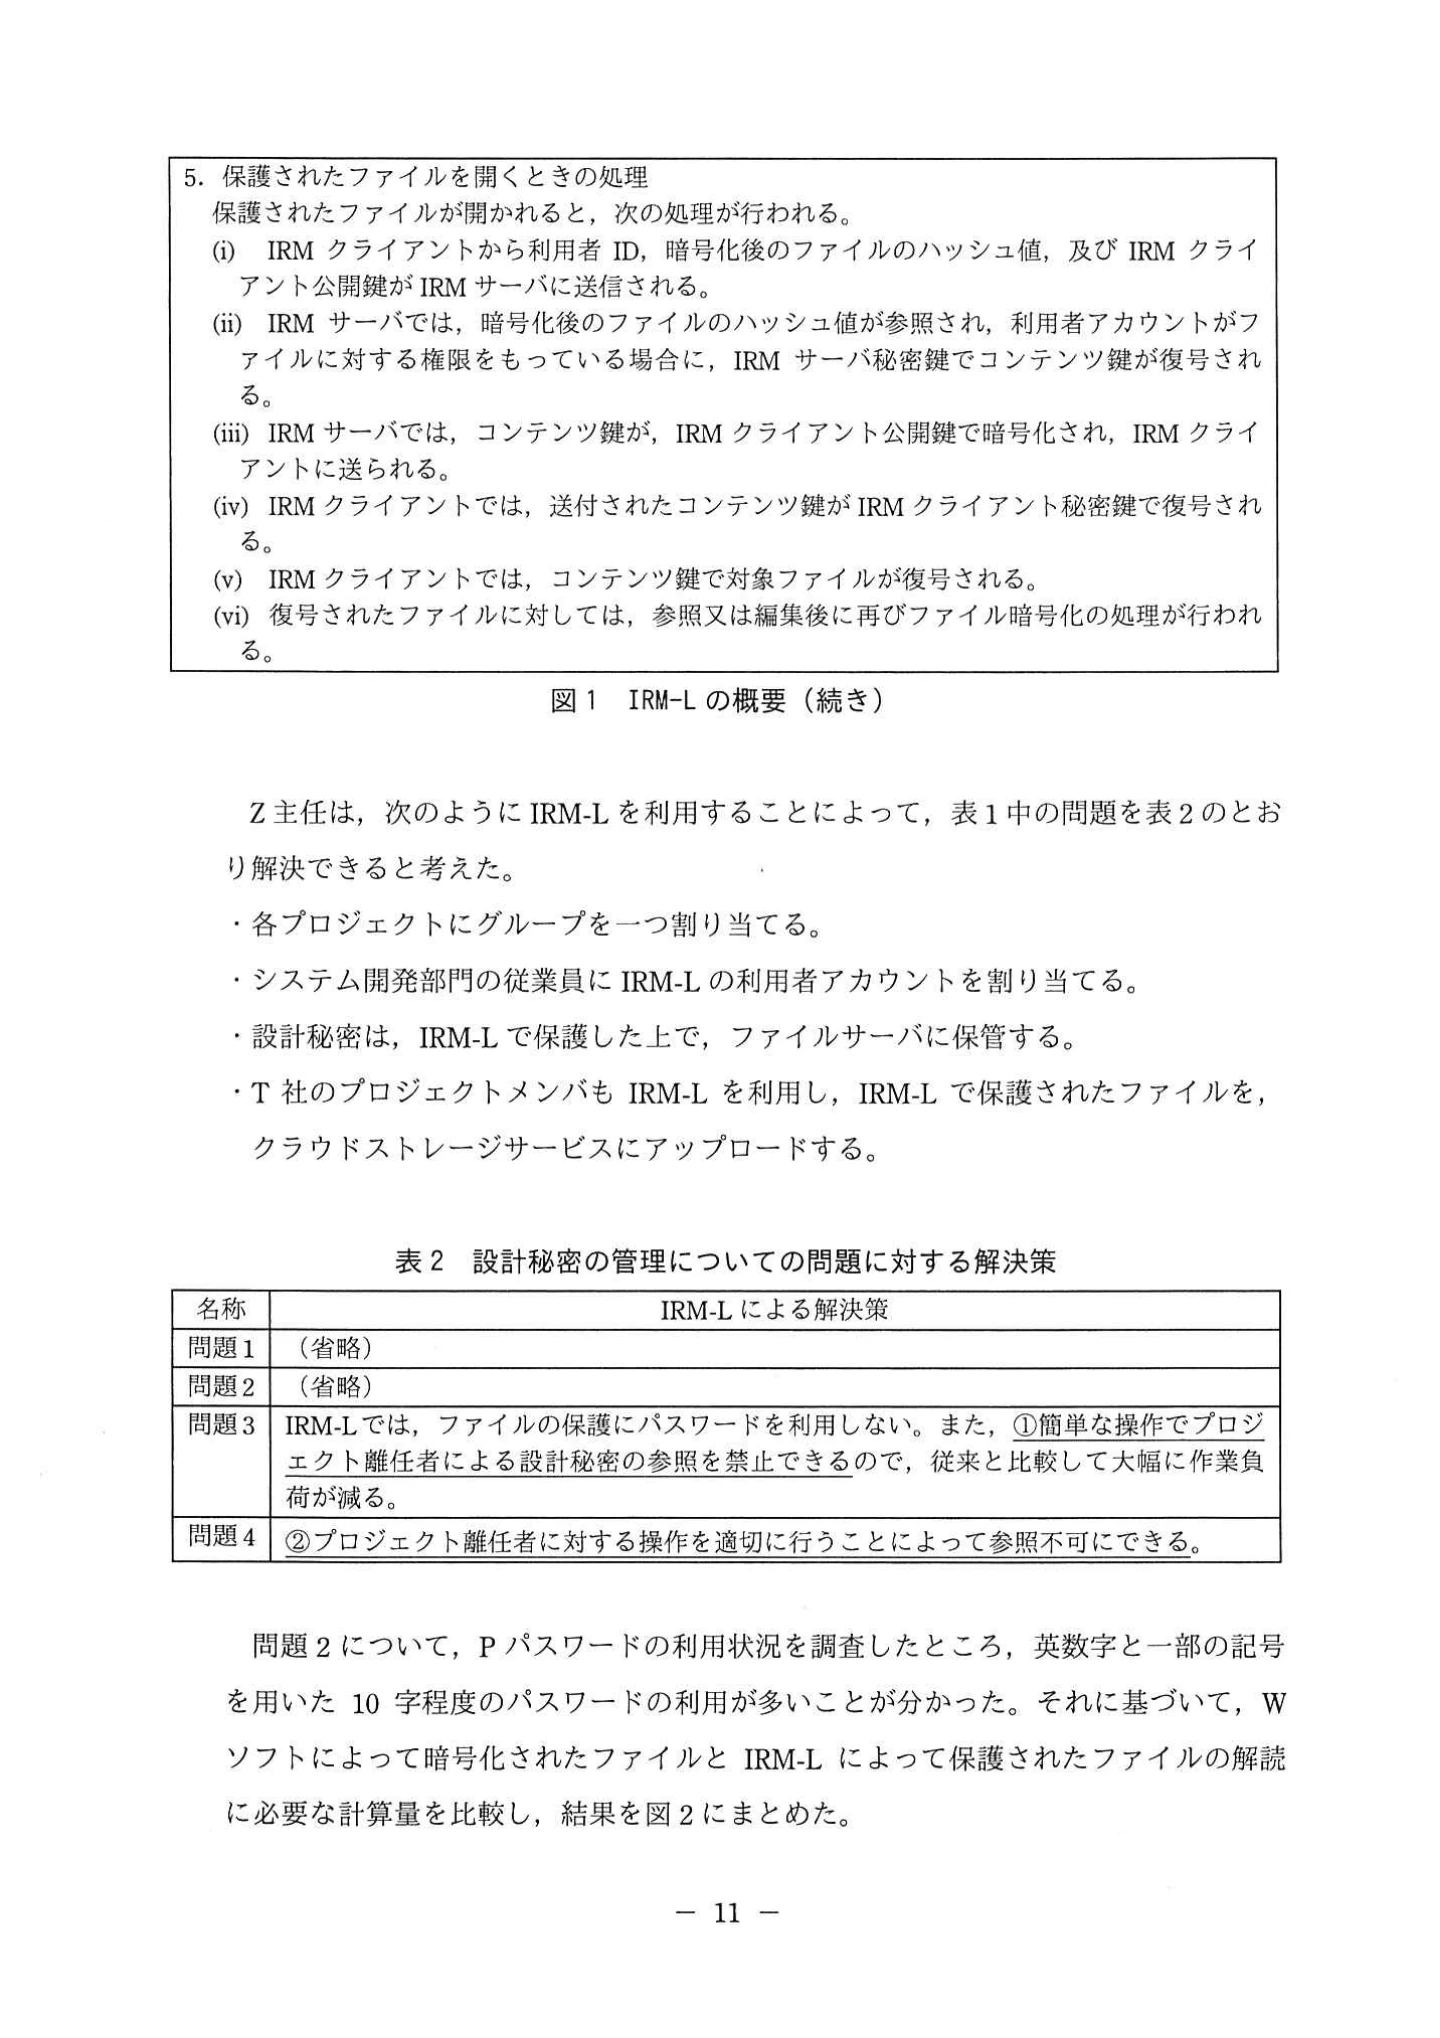 5. 保護されたファイルを開くときの処理
保護されたファイルが開かれると，次の処理が行われる。
(i) IRM クライアントから利用者 ID，暗号化後のファイルのハッシュ値，及び IRM クライ
アント公開鍵が IRM サーバに送信される。
(ii) IRM サーバでは，暗号化後のファイルのハッシュ値が参照され，利用者アカウントがフ
ァイルに対する権限をもっている場合に，IRM サーバ秘密鍵でコンテンツ鍵が復号され
る。
(iii) IRM サーバでは，コンテンツ鍵が，IRM クライアント公開鍵で暗号化され，IRM クライ
アントに送られる。
(iv) IRM クライアントでは，送付されたコンテンツ鍵が IRM クライアント秘密鍵で復号され
る。
(v) IRM クライアントでは，コンテンツ鍵で対象ファイルが復号される。
(vi) 復号されたファイルに対しては，参照又は編集後に再びファイル暗号化の処理が行われ
る。
図1 IRM-L の概要（続き）
Z 主任は，次のように IRM-L を利用することによって，表 1 中の問題を表 2 のとお
り解決できると考えた。
・各プロジェクトにグループを一つ割り当てる。
・システム開発部門の従業員に IRM-L の利用者アカウントを割り当てる。
・設計秘密は，IRM-L で保護した上で，ファイルサーバに保管する。
・T 社のプロジェクトメンバも IRM-L を利用し，IRM-L で保護されたファイルを，
クラウドストレージサービスにアップロードする。
表2 設計秘密の管理についての問題に対する解決策
名称 IRM-L による解決策
問題1 （省略）
問題2 （省略）
問題3 IRM-L では，ファイルの保護にパスワードを利用しない。また，①簡単な操作でプロジ
ェクト離任者による設計秘密の参照を禁止できるので，従来と比較して大幅に作業負
荷が減る。
問題4 ②プロジェクト離任者に対する操作を適切に行うことによって参照不可にできる。
問題 2 について，P パスワードの利用状況を調査したところ，英数字と一部の記号
を用いた 10 字程度のパスワードの利用が多いことが分かった。それに基づいて，W
ソフトによって暗号化されたファイルと IRM-L によって保護されたファイルの解読
に必要な計算量を比較し，結果を図 2 にまとめた。
－ 11 －